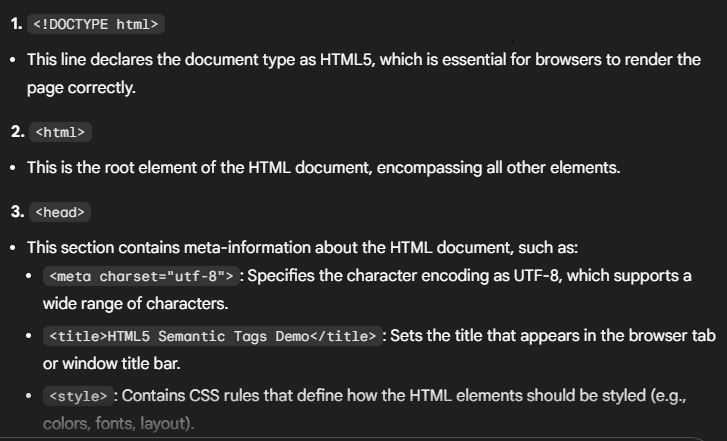 1. <!DOCTYPE html>
• This line declares the document type as HTML5, which is essential for browsers to render the
page correctly.
2. <html>
• This is the root element of the HTML document, encompassing all other elements.
3. <head>
• This section contains meta-information about the HTML document, such as:
• <meta charset="utf-8">: Specifies the character encoding as UTF-8, which supports a
wide range of characters.
• <title>HTML5 Semantic Tags Demo</title>: Sets the title that appears in the browser tab
or window title bar.
• <style>: Contains CSS rules that define how the HTML elements should be styled (e.g.,
colors, fonts, layout).